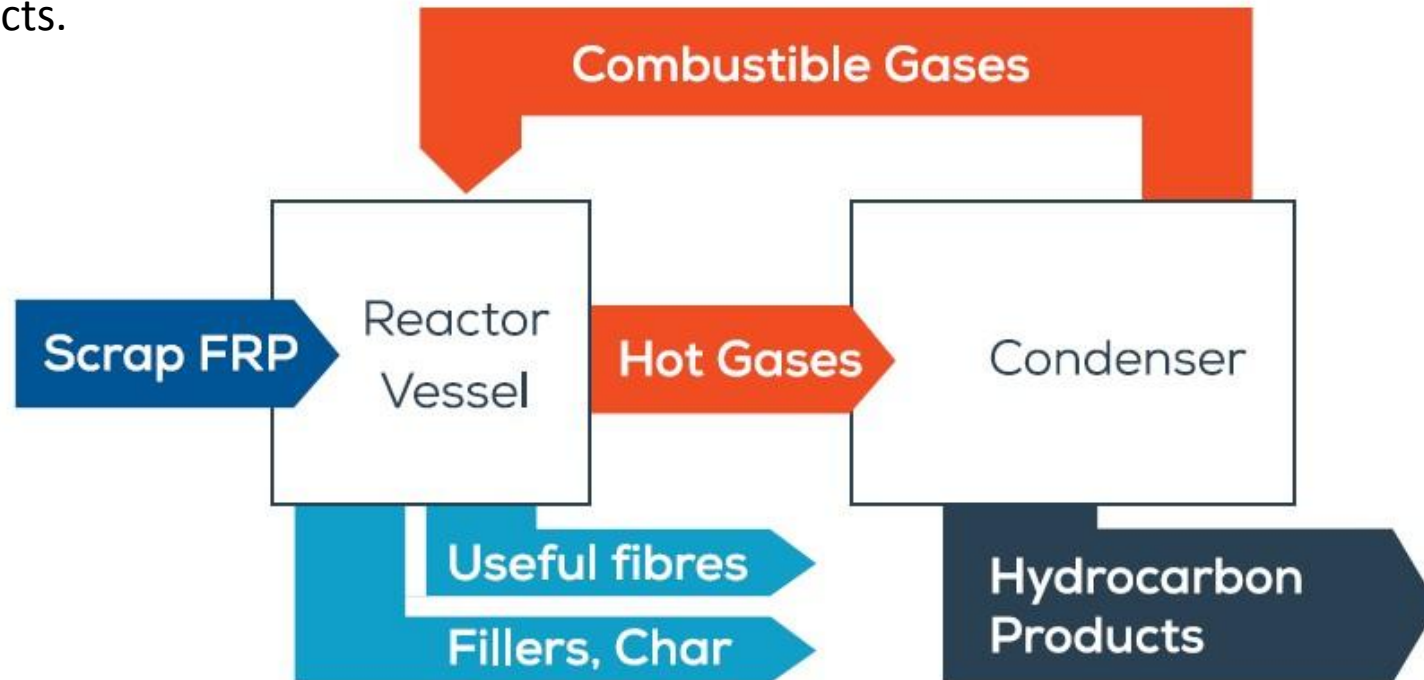 cts.
Combustible Gases
Scrap FRP
Reactor
Vessel
Hot Gases
Condenser
Useful fibres
Fillers, Char
Hydrocarbon
Products